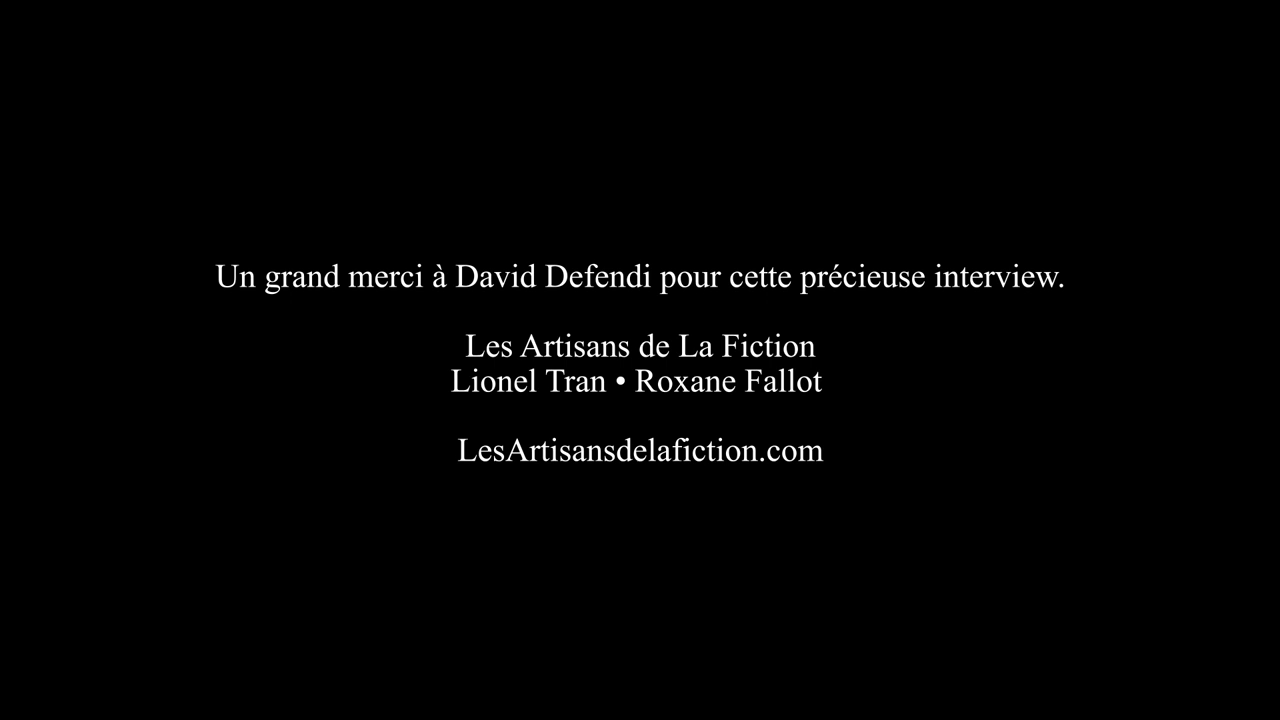 Un grand merci à David Defendi pour cette précieuse interview.
Les Artisans de La Fiction
Lionel Tran • Roxane Fallot
LesArtisansdelafiction.com